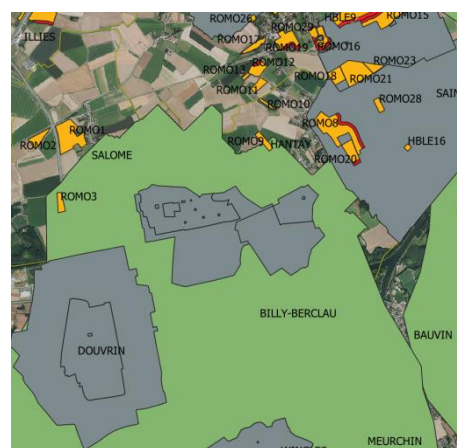 ROMO26
HBLE9
ROMO15
ILLIES
ROMO29
ROMO17
ROMO19
ROMO16
ROMO12
ROMO13
ROMO18
ROMO23
ROMO21
ROMO11
SAIN
ROMO10
ROMO28
ROMO1
ROMO8
ROMO2
ROMO9
HANTAY
HBLE16
SALOME
ROMO20
ROMO3
BILLY-BERCLAU
BAUVIN
DOUVRIN
MEURCHIN
WINGLES